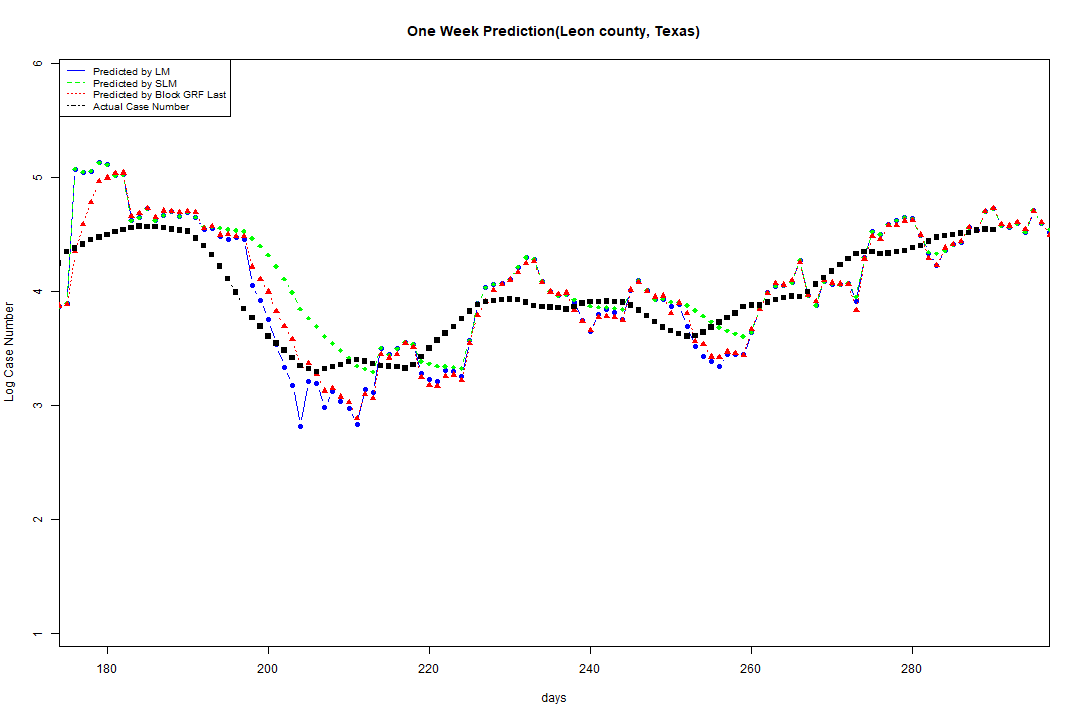 One Week Prediction(Leon county, Texas)
Predicted by LM
Predicted by SLM
Predicted by Block GRF Last
Actual Case Number
6
5
4
3
2
1
Log Case Number
180 200 220 240 260 280
days